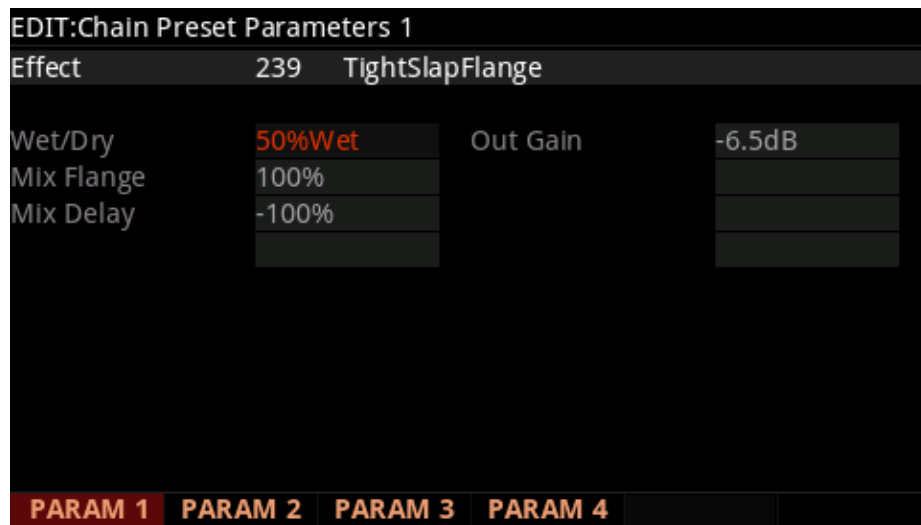 EDIT:Chain Preset Parameters 1
Effect 239 TightSlapFlange
Wet/Dry 50%Wet Out Gain -6.5dB
Mix Flange 100%
Mix Delay -100%
PARAM 1 PARAM 2 PARAM 3 PARAM 4